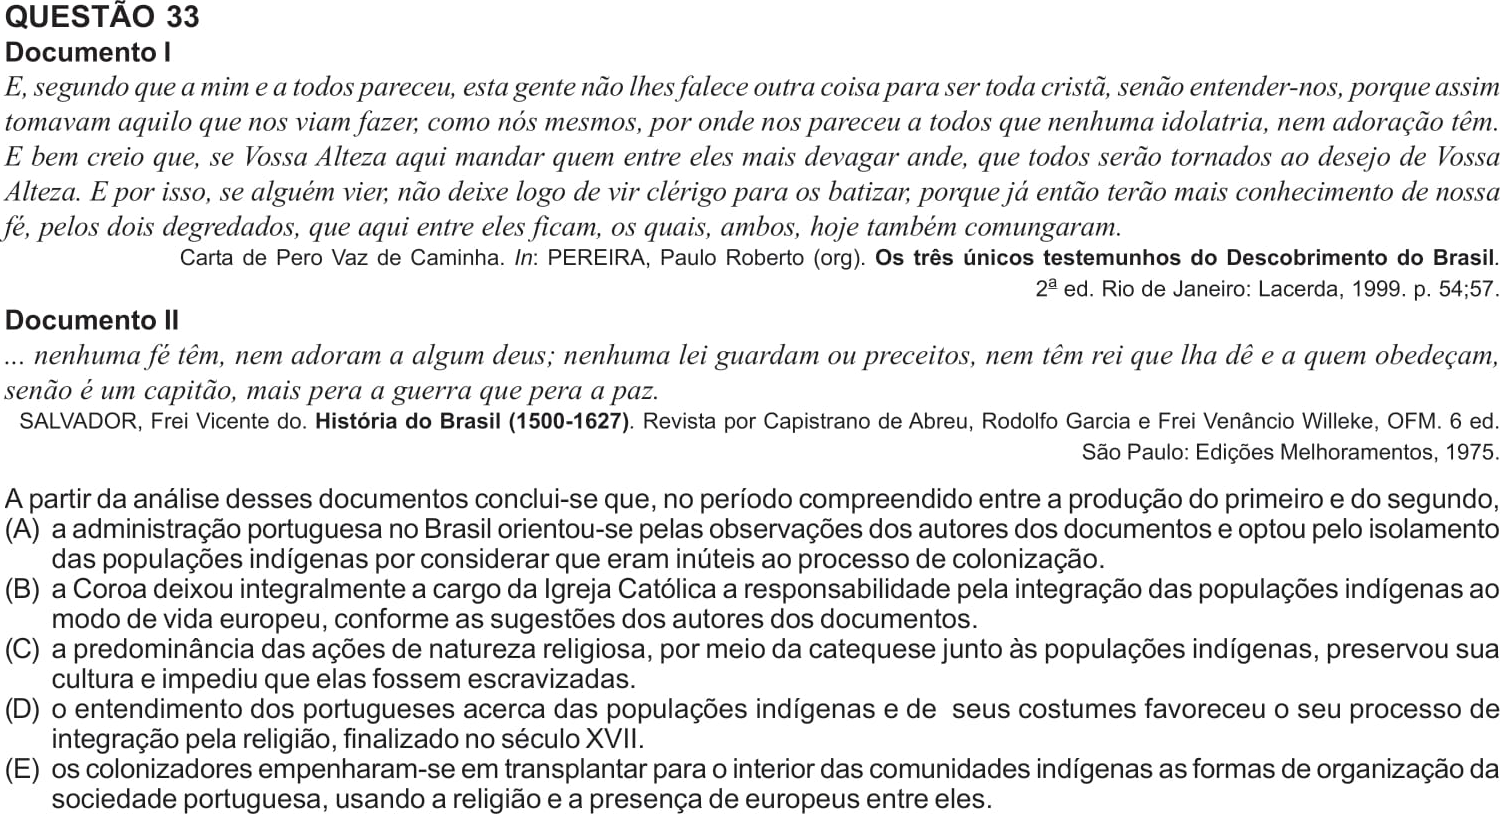 QUESTÃO 33
Documento I
E, segundo que a mim e a todos pareceu, esta gente não lhes falece outra coisa para ser toda cristã, senão entender-nos, porque assim
tomavam aquilo que nos viam fazer, como nós mesmos, por onde nos pareceu a todos que nenhuma idolatria, nem adoração têm.
E bem creio que, se Vossa Alteza aqui mandar quem entre eles mais devagar ande, que todos serão tornados ao desejo de Vossa
Alteza. E por isso, se alguém vier, não deixe logo de vir clérigo para os batizar, porque já então terão mais conhecimento de nossa
fé, pelos dois degredados, que aqui entre eles ficam, os quais, ambos, hoje também comungaram.
Carta de Pero Vaz de Caminha. In: PEREIRA, Paulo Roberto (org). Os três únicos testemunhos do Descobrimento do Brasil.
2ª ed. Rio de Janeiro: Lacerda, 1999. p. 54;57.
Documento II
... nenhuma fé têm, nem adoram a algum deus; nenhuma lei guardam ou preceitos, nem têm rei que lha dê e a quem obedeçam,
senão é um capitão, mais pera a guerra que pera a paz.
SALVADOR, Frei Vicente do. História do Brasil (1500-1627). Revista por Capistrano de Abreu, Rodolfo Garcia e Frei Venâncio Willeke, OFM. 6 ed.
São Paulo: Edições Melhoramentos, 1975.
A partir da análise desses documentos conclui-se que, no período compreendido entre a produção do primeiro e do segundo,
(A) a administração portuguesa no Brasil orientou-se pelas observações dos autores dos documentos e optou pelo isolamento
das populações indígenas por considerar que eram inúteis ao processo de colonização.
(B) a Coroa deixou integralmente a cargo da Igreja Católica a responsabilidade pela integração das populações indígenas ao
modo de vida europeu, conforme as sugestões dos autores dos documentos.
(C) a predominância das ações de natureza religiosa, por meio da catequese junto às populações indígenas, preservou sua
cultura e impediu que elas fossem escravizadas.
(D) o entendimento dos portugueses acerca das populações indígenas e de seus costumes favoreceu o seu processo de
integração pela religião, finalizado no século XVII.
(E) os colonizadores empenharam-se em transplantar para o interior das comunidades indígenas as formas de organização da
sociedade portuguesa, usando a religião e a presença de europeus entre eles.